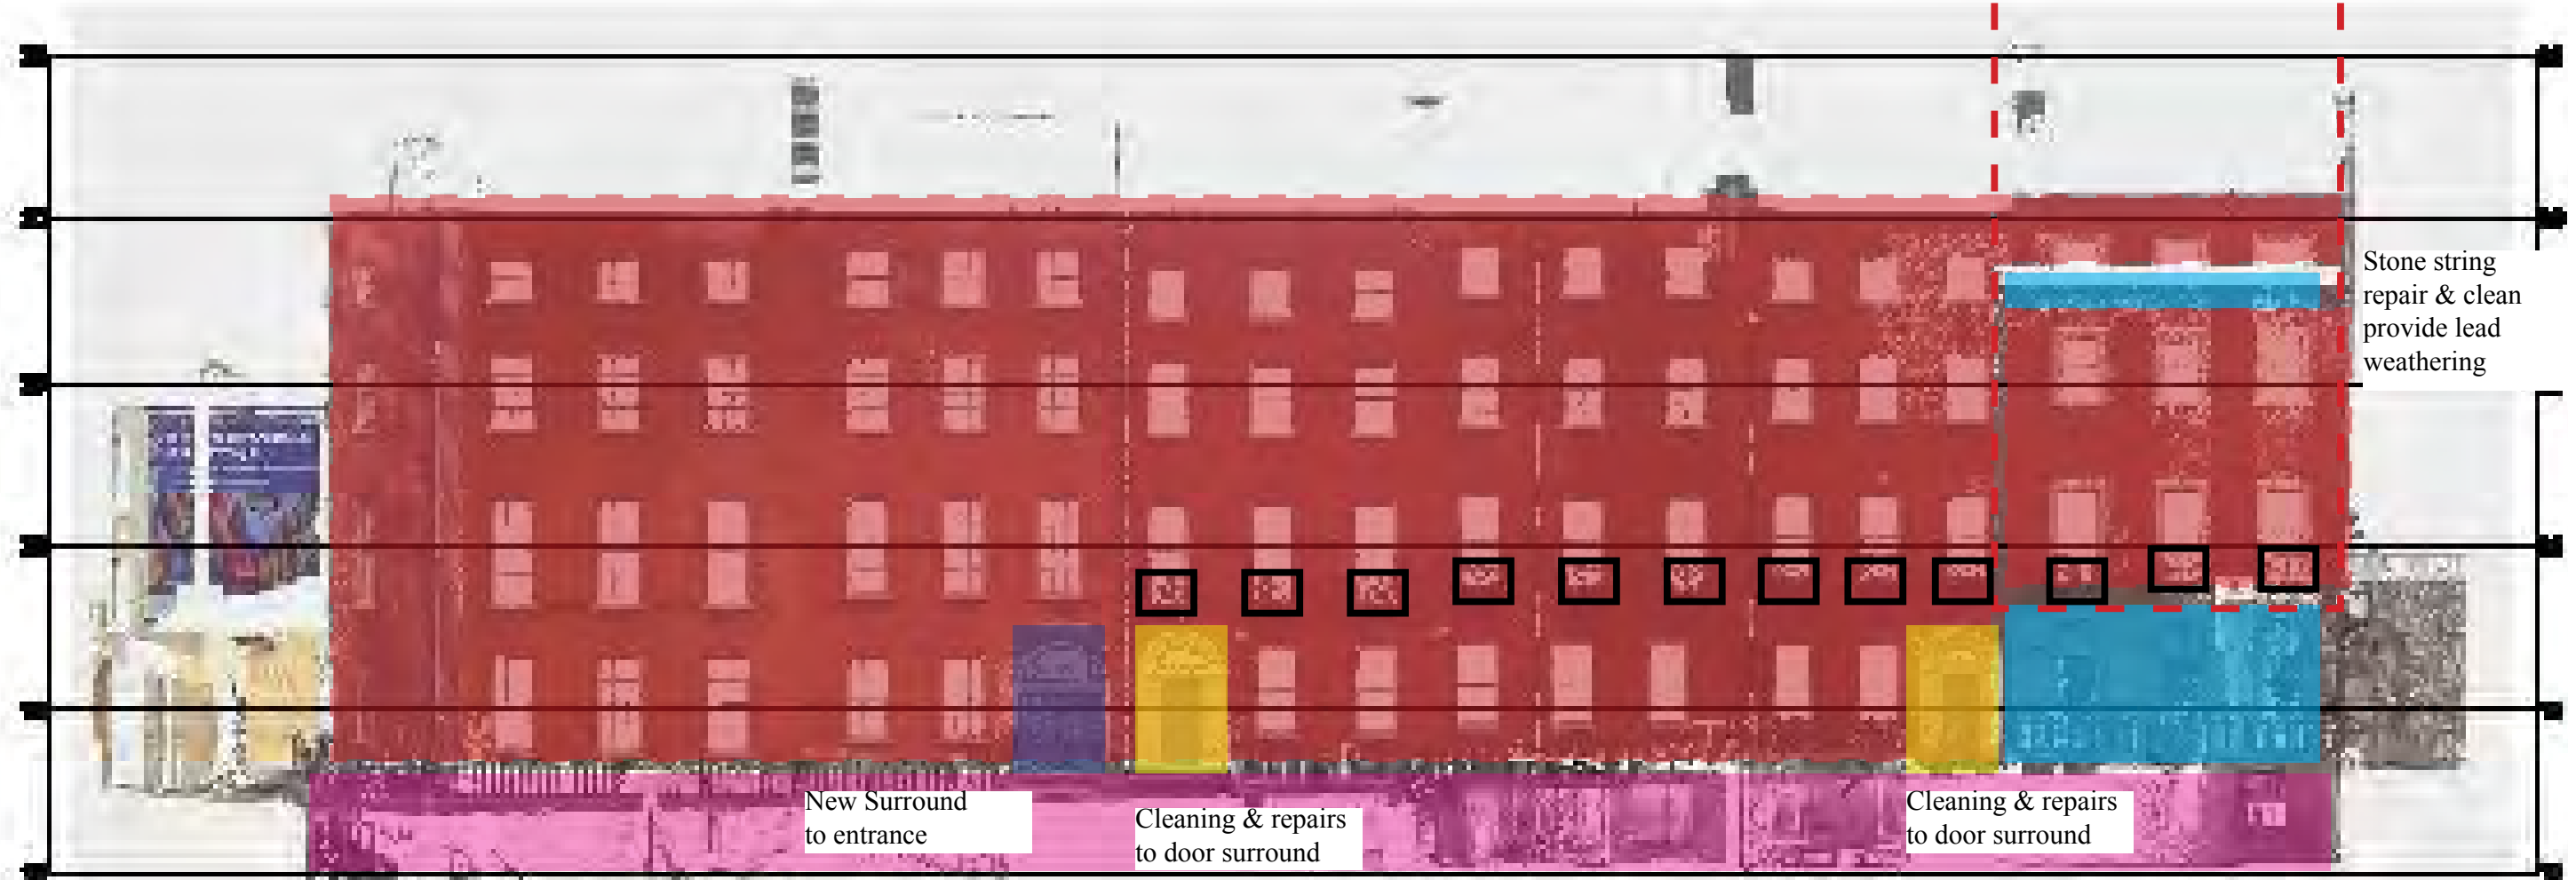 Stone string
repair & clean
provide lead
weathering
New Surround
to entrance
Cleaning & repairs
to door surround
Cleaning & repairs
to door surround